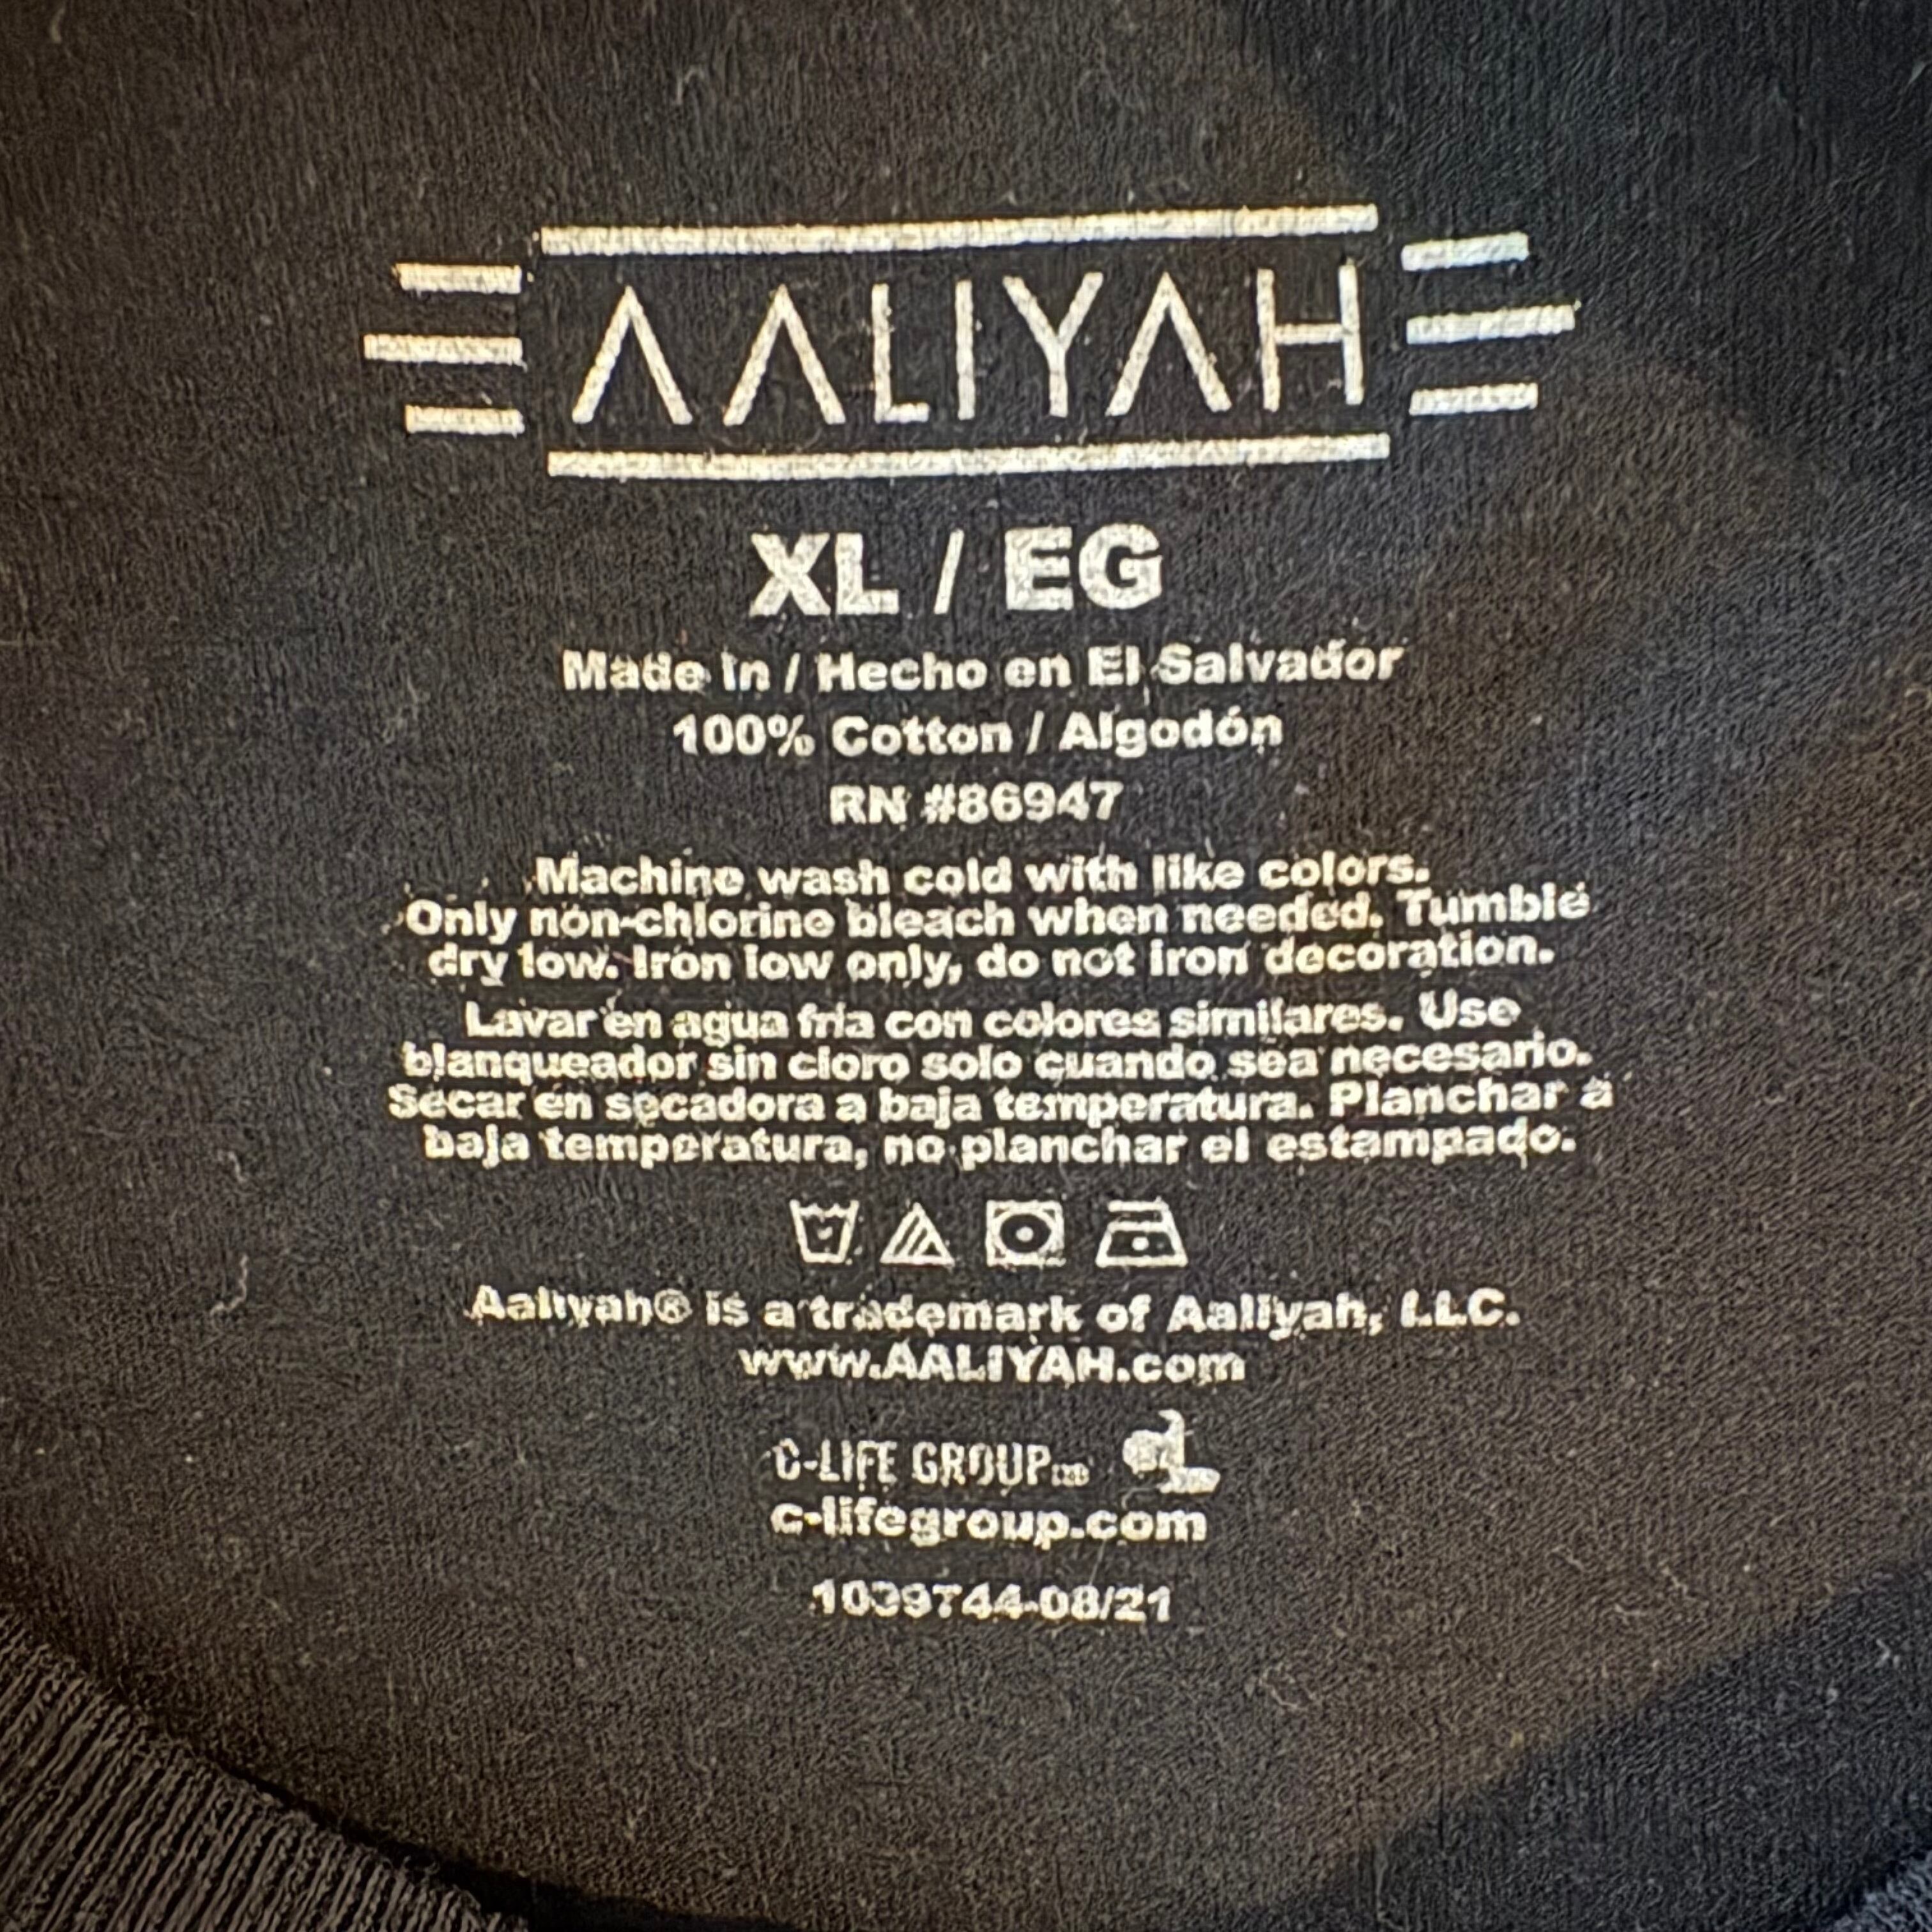 AALIYAH
XL / EG
Made in / Hecho en El Salvador
100% Cotton / Algodón
RN #86947
Machine wash cold with like colors.
Only non-chlorine bleach when needed. Tumble
dry low. Iron low only, do not iron decoration.
Lavar en agua fria con colores similares. Use
blanqueador sin cloro solo cuando sea necesario.
Secar en secadora a baja temperatura. Planchar a
baja temperatura, no planchar el estampado.
Aaliyah® is a trademark of Aaliyah, LLC.
www.AALIYAH.com
C-LIFE GROUP
c-lifegroup.com
1039744-08/21